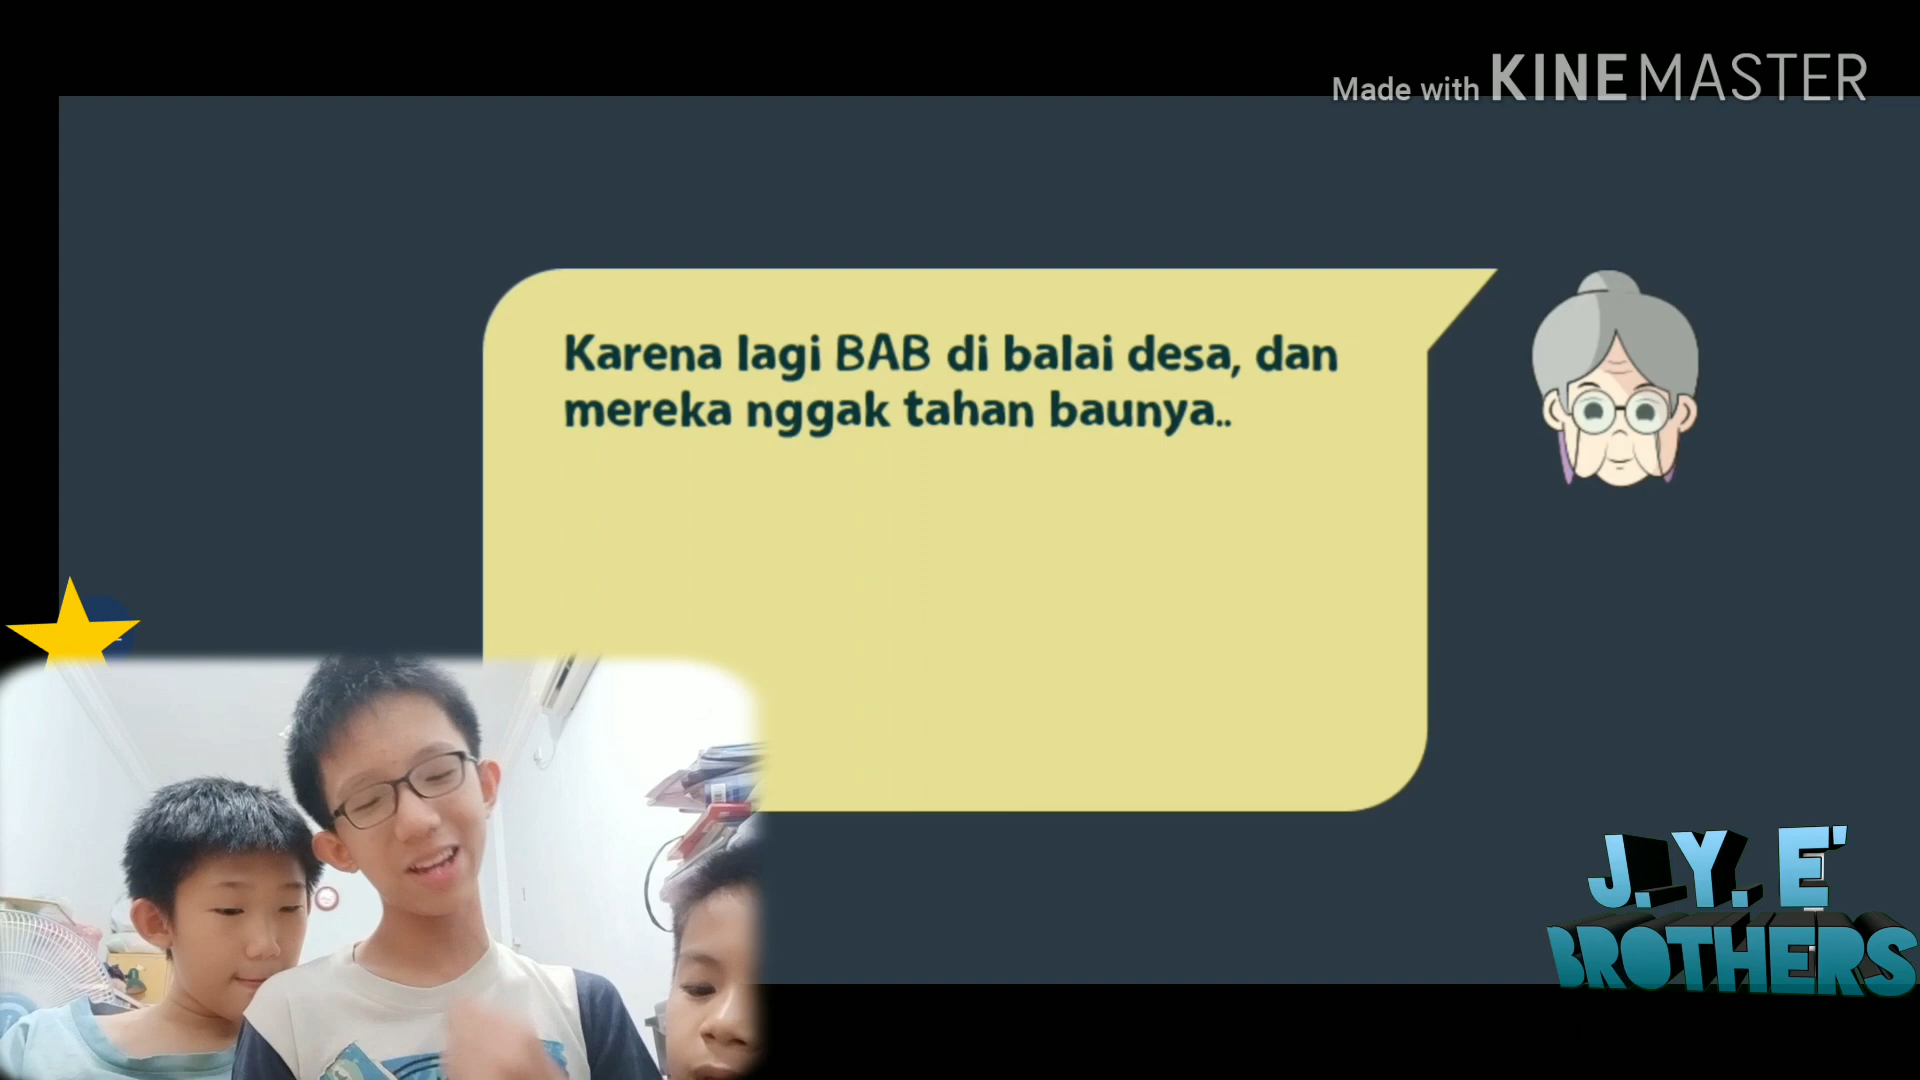 Made with KINEMASTER
Karena lagi BAB di balai desa, dan
mereka nggak tahan baunya..
J. Y. E'
BROTHERS